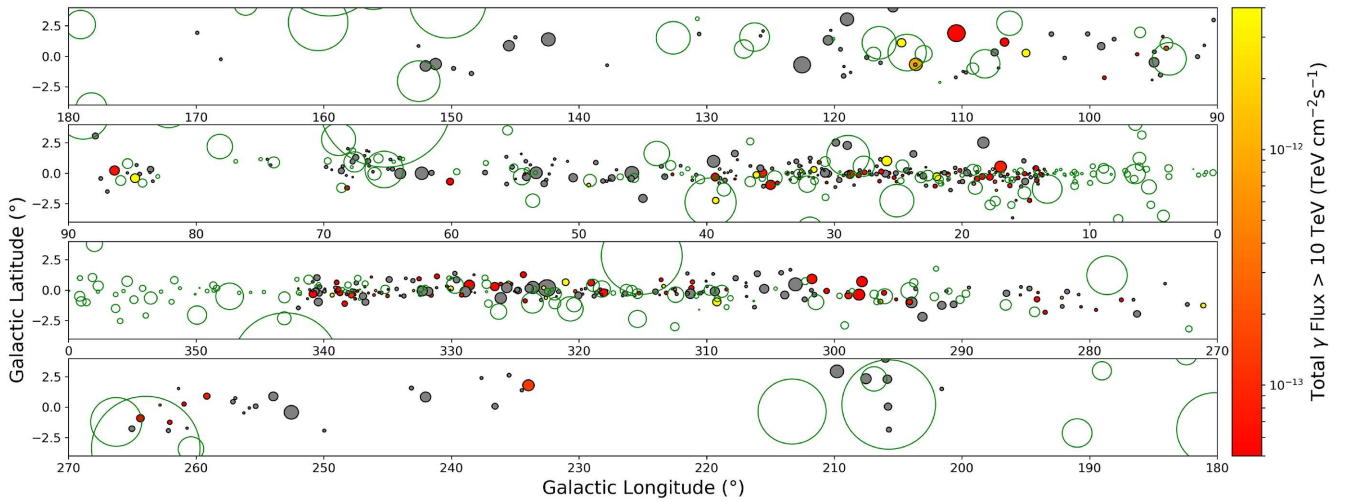 2.5
0.0
−2.5
180 170 160 150 140 130 120 110 100 90
2.5
0.0
−2.5
90 80 70 60 50 40 30 20 10 0
2.5
0.0
−2.5
0 350 340 330 320 310 300 290 280 270
2.5
0.0
−2.5
270 260 250 240 230 220 210 200 190 180
Galactic Latitude (°)
Galactic Longitude (°)
10⁻¹²
10⁻¹³
Total γ Flux > 10 TeV (TeV cm⁻²s⁻¹)